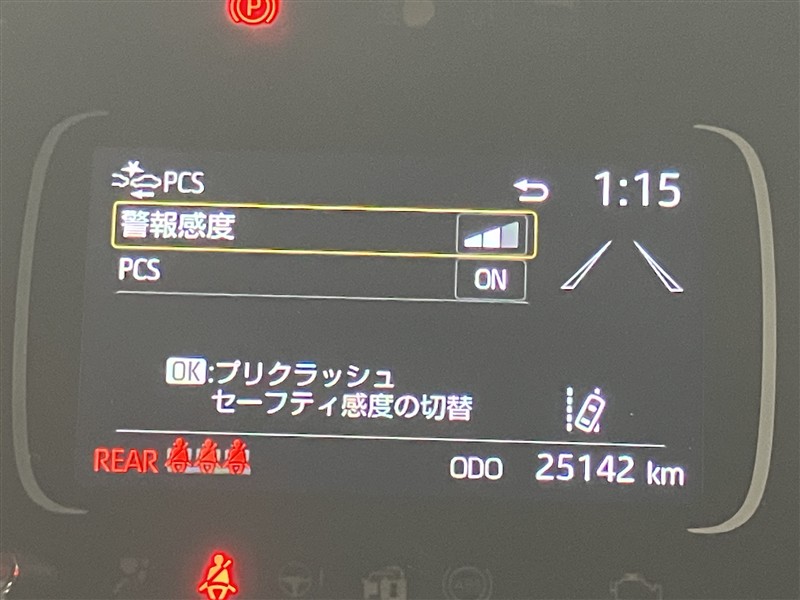 P
PCS
1:15
警報感度
PCS
ON
OK:プリクラッシュ
セーフティ感度の切替
REAR
ODO 25142 km